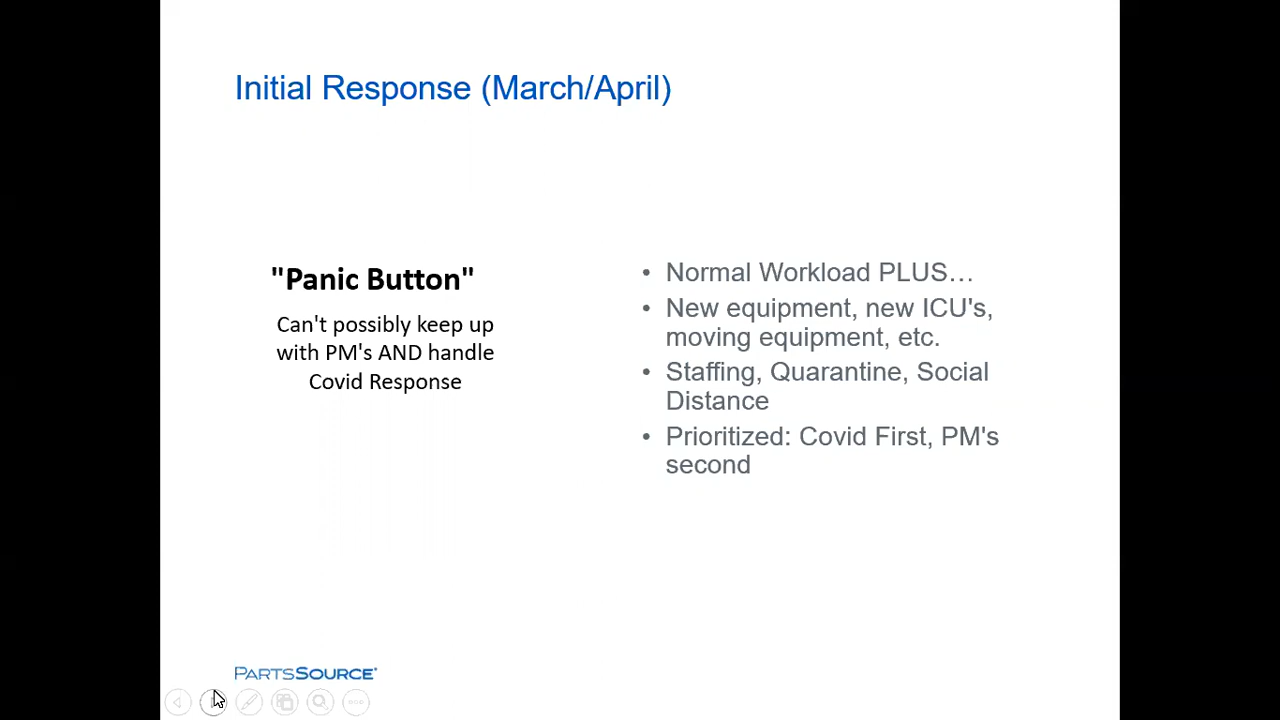 Initial Response (March/April)
"Panic Button"
Can't possibly keep up
with PM's AND handle
Covid Response
• Normal Workload PLUS…
• New equipment, new ICU's,
moving equipment, etc.
• Staffing, Quarantine, Social
Distance
• Prioritized: Covid First, PM's
second
PARTSSOURCE